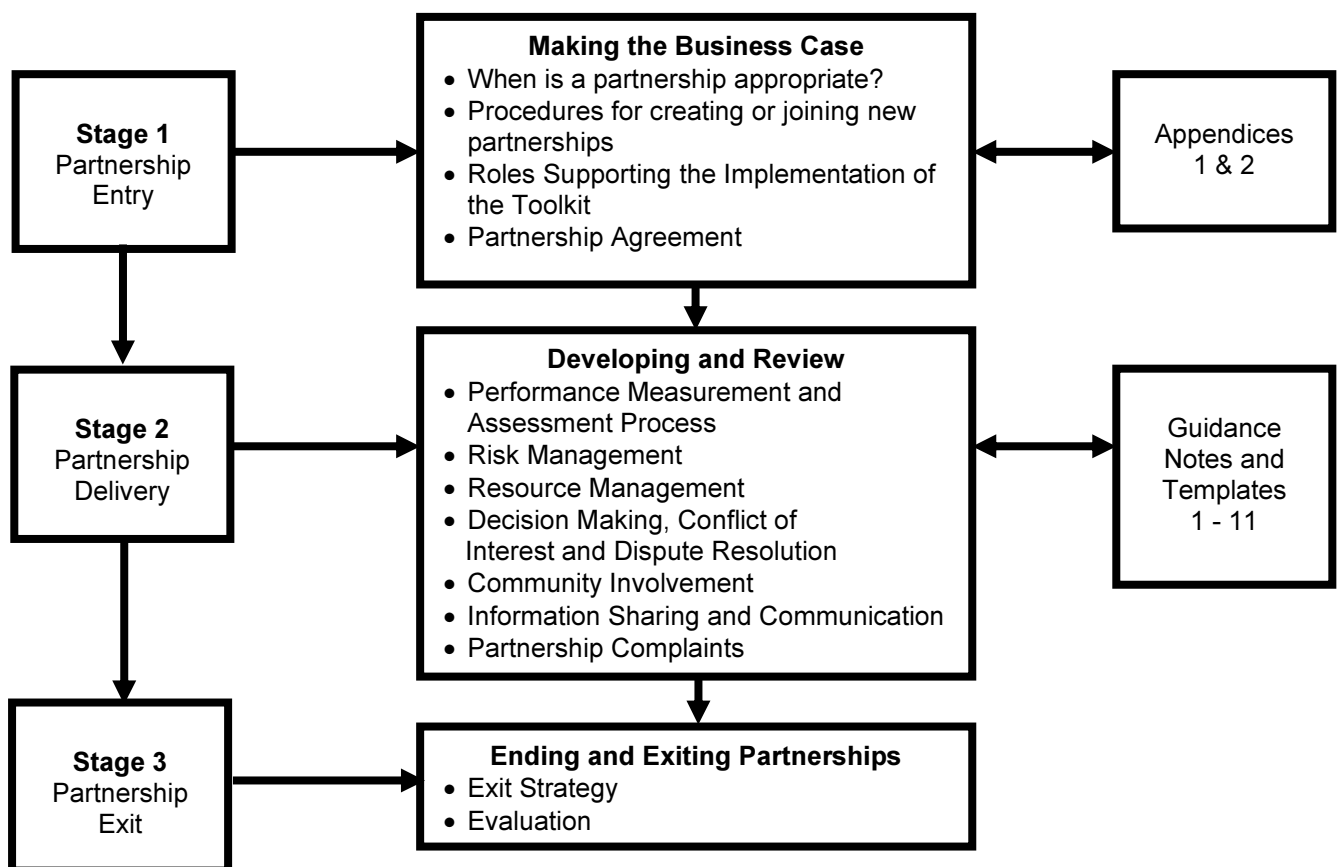 Stage 1
Partnership
Entry
Making the Business Case
• When is a partnership appropriate?
• Procedures for creating or joining new
partnerships
• Roles Supporting the Implementation of
the Toolkit
• Partnership Agreement
Appendices
1 & 2
Stage 2
Partnership
Delivery
Developing and Review
• Performance Measurement and
Assessment Process
• Risk Management
• Resource Management
• Decision Making, Conflict of
Interest and Dispute Resolution
• Community Involvement
• Information Sharing and Communication
• Partnership Complaints
Guidance
Notes and
Templates
1 - 11
Stage 3
Partnership
Exit
Ending and Exiting Partnerships
• Exit Strategy
• Evaluation